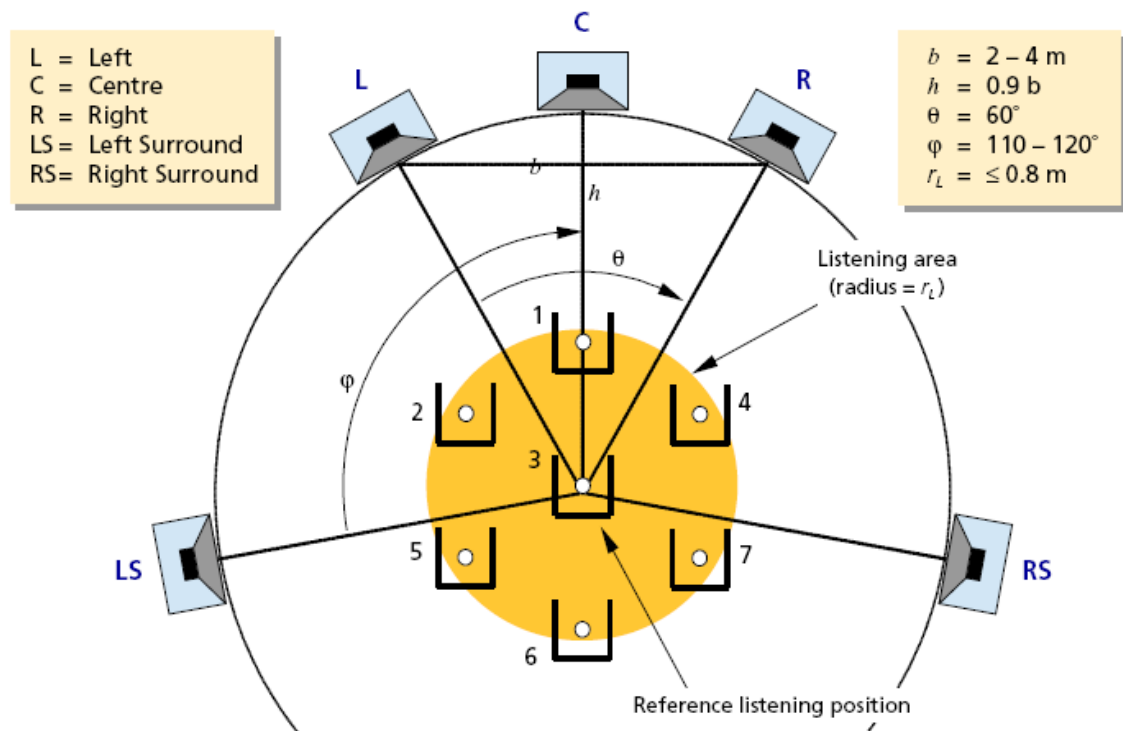 C
L = Left
C = Centre
R = Right
LS= Left Surround
RS= Right Surround
L
R
b = 2 – 4 m
h = 0.9 b
θ = 60°
φ = 110 – 120°
r_L = ≤ 0.8 m
b
h
θ
Listening area
(radius = r_L)
1
φ
2
4
3
5
7
LS
RS
6
Reference listening position